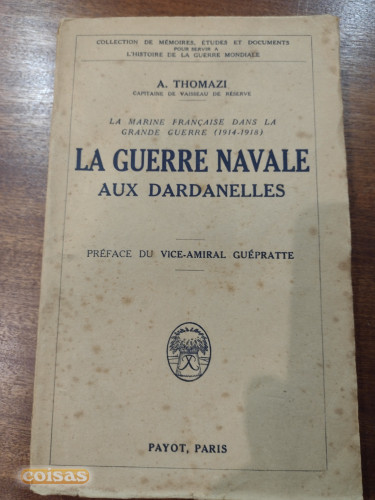 COLLECTION DE MÉMOIRES, ÉTUDES ET DOCUMENTS
POUR SERVIR A
L'HISTOIRE DE LA GUERRE MONDIALE
A. THOMAZI
CAPITAINE DE VAISSEAU DE RÉSERVE
LA MARINE FRANÇAISE DANS LA
GRANDE GUERRE (1914-1918)
LA GUERRE NAVALE
AUX DARDANELLES
PRÉFACE DU VICE-AMIRAL GUÉPRATTE
PAYOT, PARIS
coisas